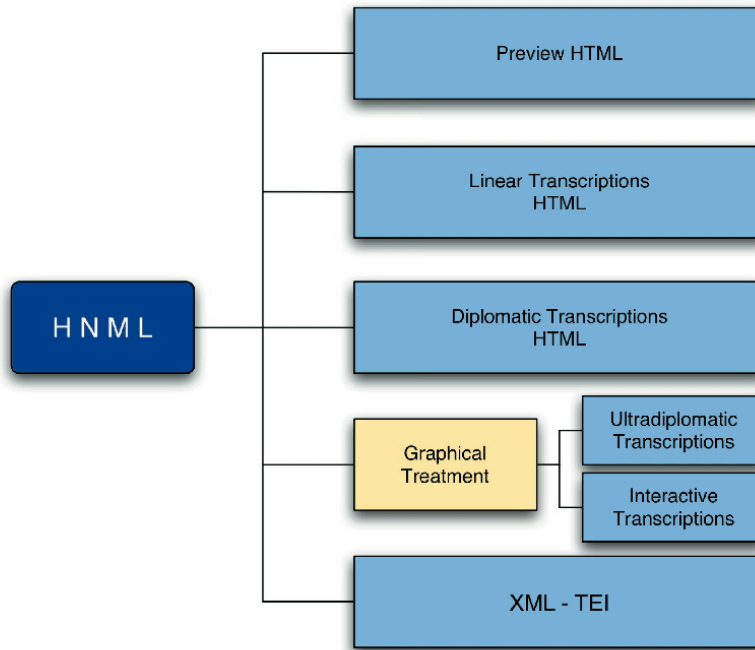 Preview HTML
Linear Transcriptions
HTML
H N M L
Diplomatic Transcriptions
HTML
Graphical
Treatment
Ultradiplomatic
Transcriptions
Interactive
Transcriptions
XML - TEI